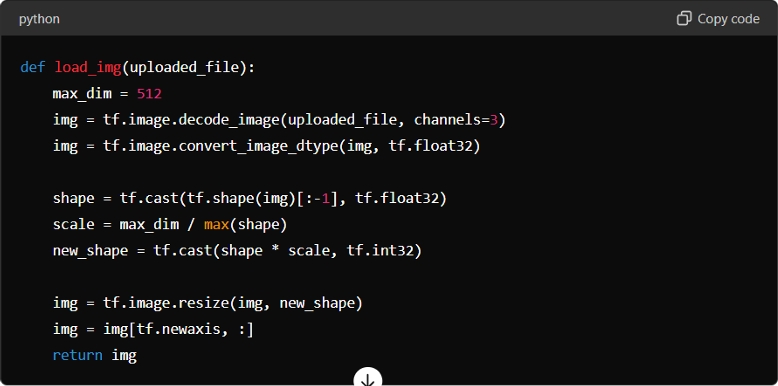 python
Copy code
def load_img(uploaded_file):
    max_dim = 512
    img = tf.image.decode_image(uploaded_file, channels=3)
    img = tf.image.convert_image_dtype(img, tf.float32)
    shape = tf.cast(tf.shape(img)[:-1], tf.float32)
    scale = max_dim / max(shape)
    new_shape = tf.cast(shape * scale, tf.int32)
    img = tf.image.resize(img, new_shape)
    img = img[tf.newaxis, :]
    return img